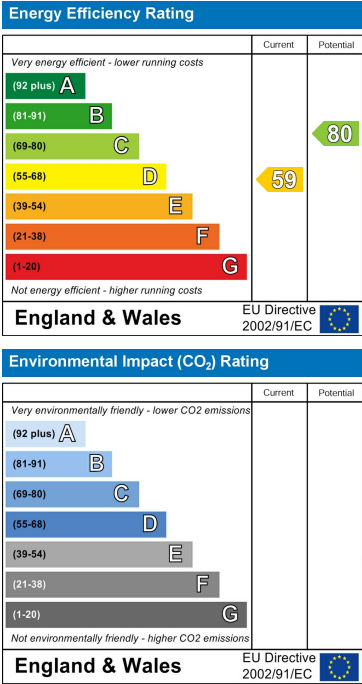 Energy Efficiency Rating
Current Potential
Very energy efficient - lower running costs
(92 plus) A
(81-91) B
(69-80) C
(55-68) D
(39-54) E
(21-38) F
(1-20) G
80
59
Not energy efficient - higher running costs
England & Wales
EU Directive
2002/91/EC
Environmental Impact (CO₂) Rating
Current Potential
Very environmentally friendly - lower CO2 emissions
(92 plus) A
(81-91) B
(69-80) C
(55-68) D
(39-54) E
(21-38) F
(1-20) G
Not environmentally friendly - higher CO2 emissions
England & Wales
EU Directive
2002/91/EC